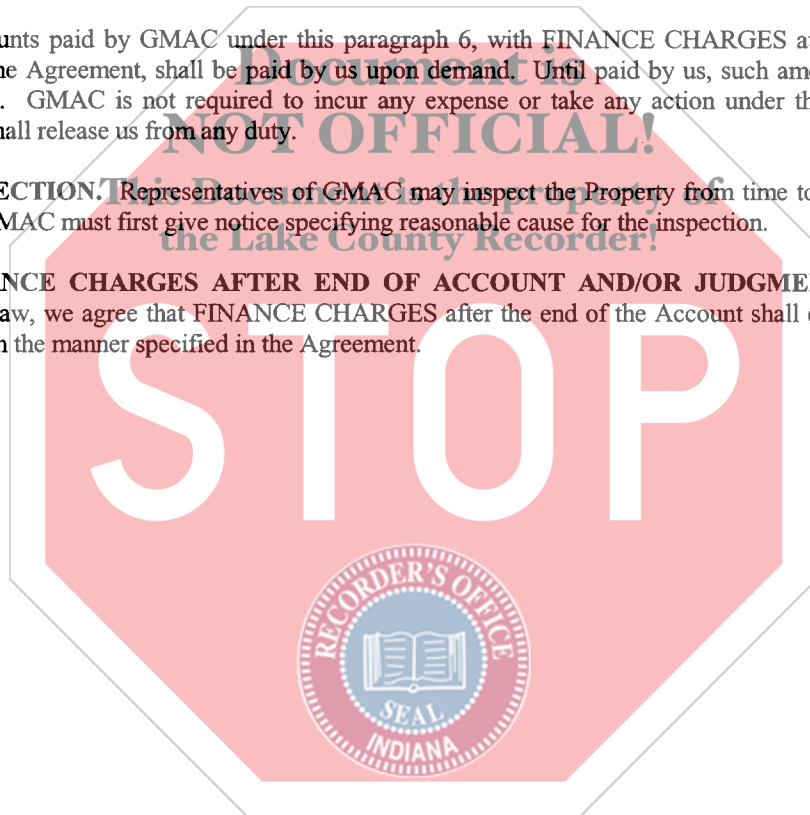 unts paid by GMAC under this paragraph 6, with FINANCE CHARGES a
ne Agreement, shall be paid by us upon demand. Until paid by us, such am
. GMAC is not required to incur any expense or take any action under th
hall release us from any duty.
Document is
NOT OFFICIAL!
ECTION. Representatives of GMAC may inspect the Property from time to
MAC must first give notice specifying reasonable cause for the inspection.
This Document is the property of
the Lake County Recorder!
NCE CHARGES AFTER END OF ACCOUNT AND/OR JUDGME
aw, we agree that FINANCE CHARGES after the end of the Account shall
n the manner specified in the Agreement.
STOP
RECORDER'S OFFICE
SEAL
INDIANA